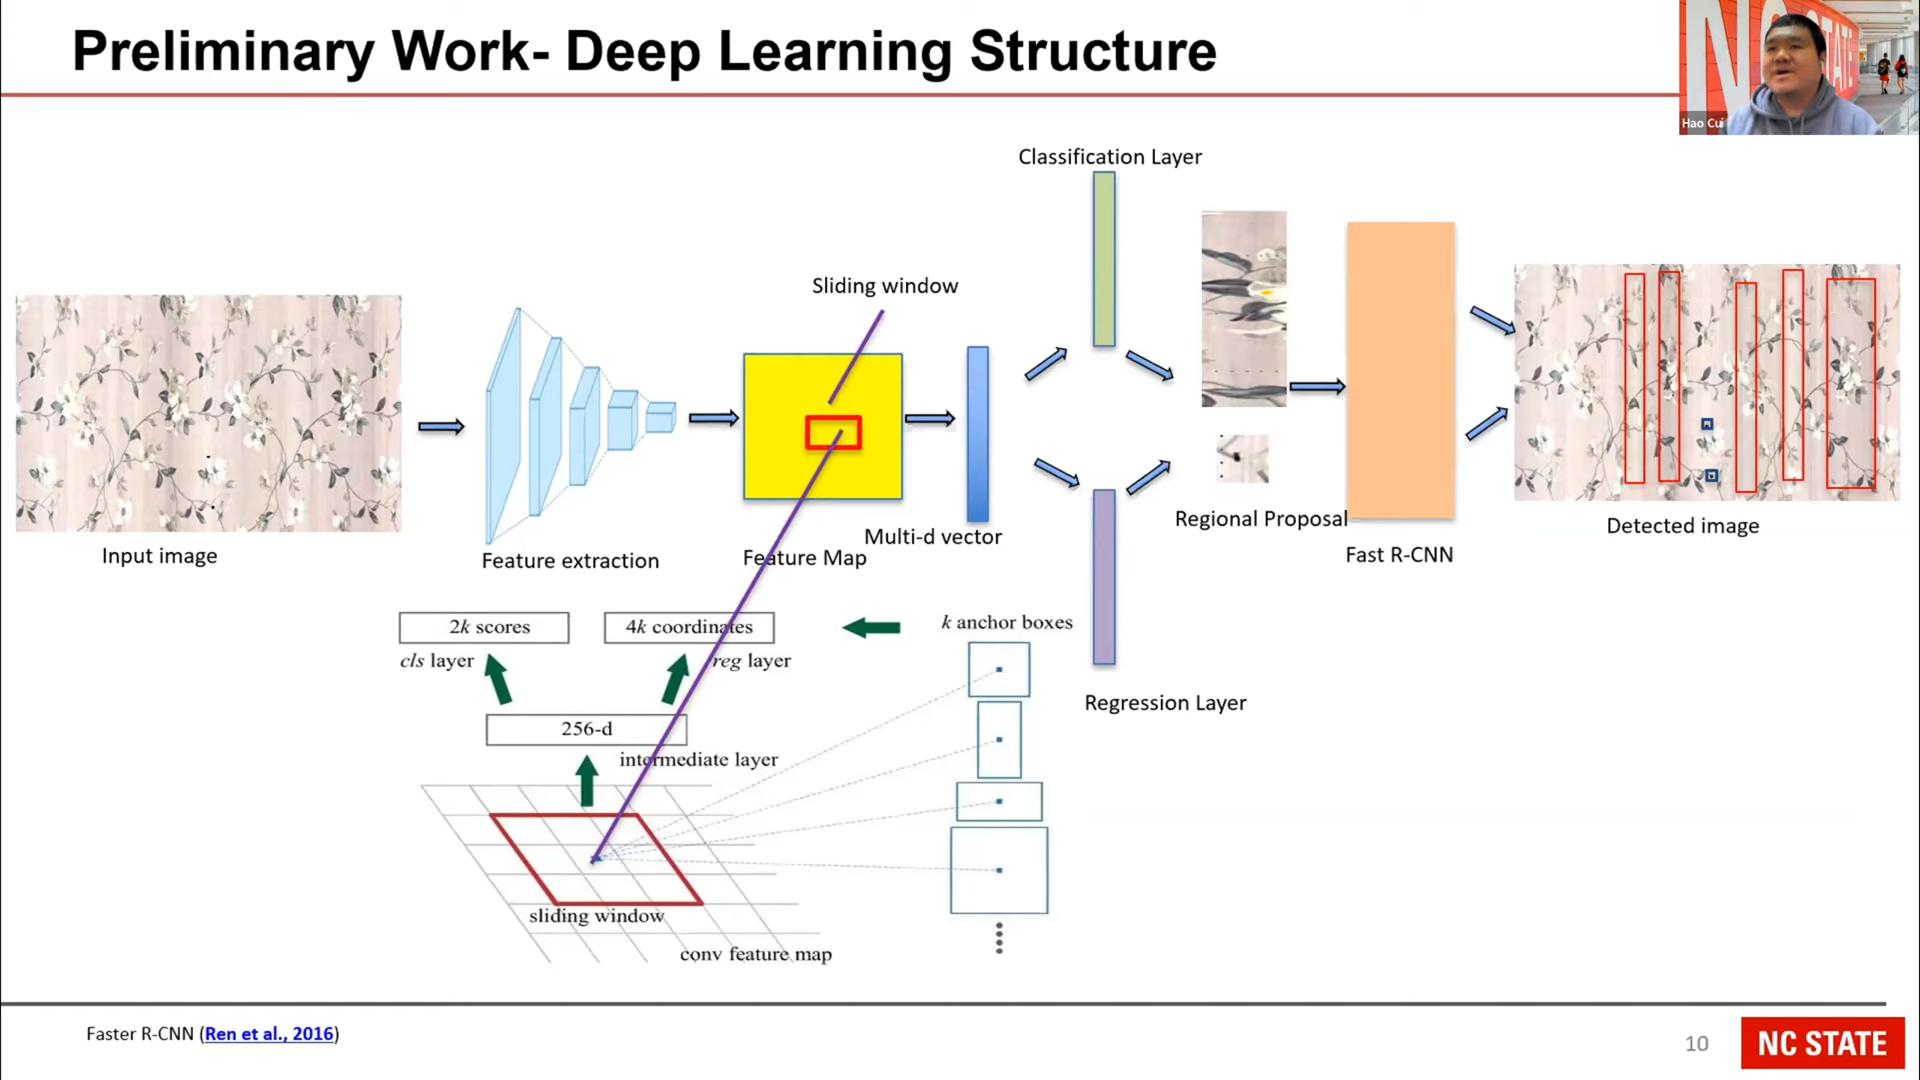 Preliminary Work- Deep Learning Structure
Hao Cui
Classification Layer
Sliding window
Input image
Feature extraction
Feature Map
Multi-d vector
Regional Proposal
Fast R-CNN
Detected image
2k scores
4k coordinates
k anchor boxes
cls layer
reg layer
Regression Layer
256-d
intermediate layer
sliding window
conv feature map
Faster R-CNN (Ren et al., 2016)
10
NC STATE